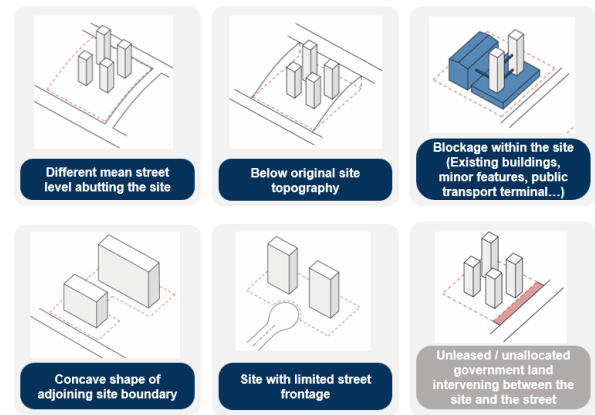 Different mean street
level abutting the site
Below original site
topography
Blockage within the site
(Existing buildings,
minor features, public
transport terminal…)
Concave shape of
adjoining site boundary
Site with limited street
frontage
Unleased / unallocated
government land
intervening between the
site and the street